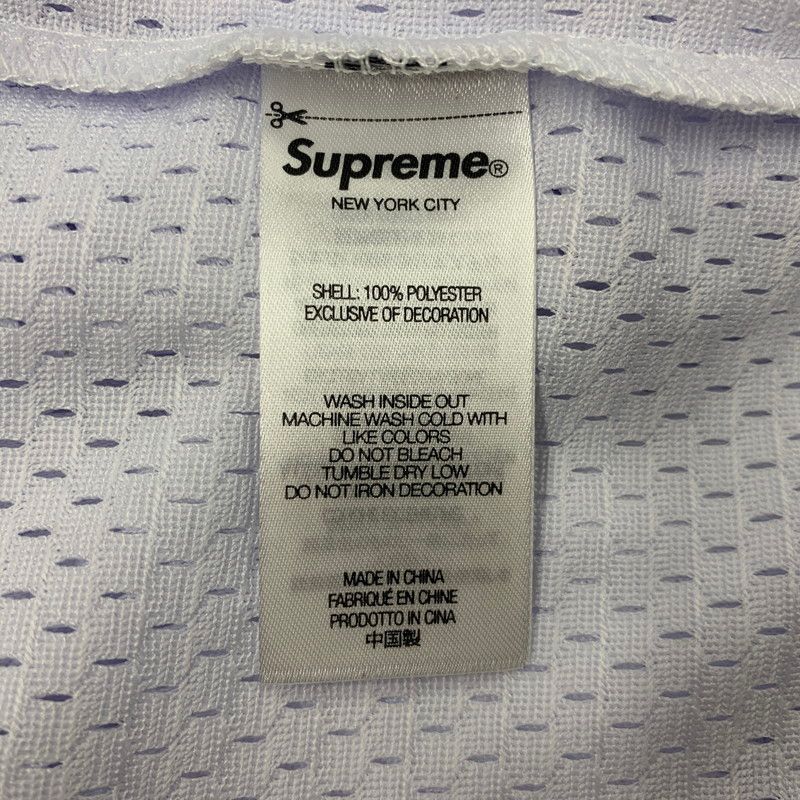 Supreme®
NEW YORK CITY
SHELL: 100% POLYESTER
EXCLUSIVE OF DECORATION
WASH INSIDE OUT
MACHINE WASH COLD WITH
LIKE COLORS
DO NOT BLEACH
TUMBLE DRY LOW
DO NOT IRON DECORATION
MADE IN CHINA
FABRIQUÉ EN CHINE
PRODOTTO IN CINA
中国製